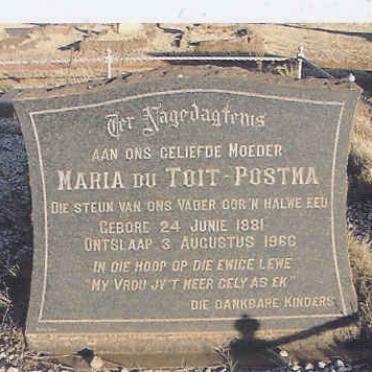 Ter Nagedagtenis
AAN ONS GELIEFDE MOEDER
MARIA DU TOIT-POSTMA
DIE STEUN VAN ONS VADER OOR'N HALWE EEU
GEBORE 24 JUNIE 1881
ONTSLAAP 3 AUGUSTUS 1966
IN DIE HOOP OP DIE EWIGE LEWE
"MY VROU JY'T MEER GELY AS EK"
DIE DANKBARE KINDERS